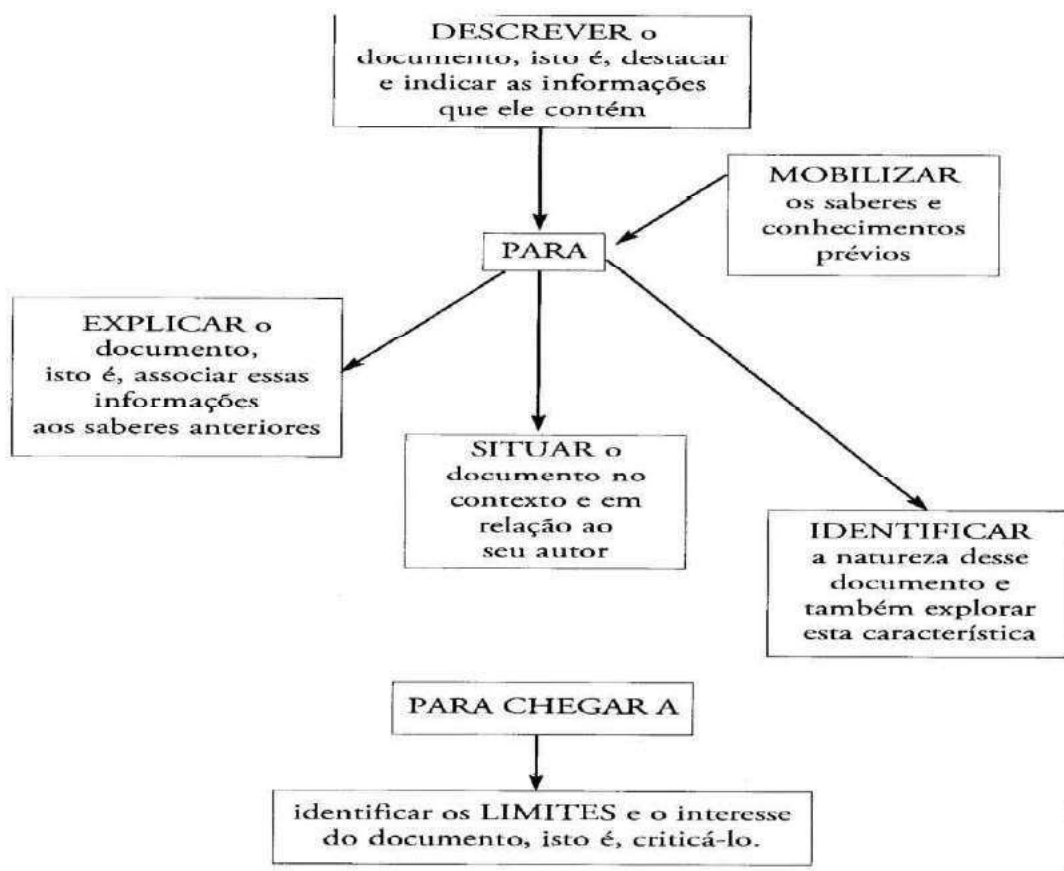 DESCREVER o
documento, isto é, destacar
e indicar as informações
que ele contém
MOBILIZAR
os saberes e
conhecimentos
prévios
PARA
EXPLICAR o
documento,
isto é, associar essas
informações
aos saberes anteriores
SITUAR o
documento no
contexto e em
relação ao
seu autor
IDENTIFICAR
a natureza desse
documento e
também explorar
esta característica
PARA CHEGAR A
identificar os LIMITES e o interesse
do documento, isto é, criticá-lo.